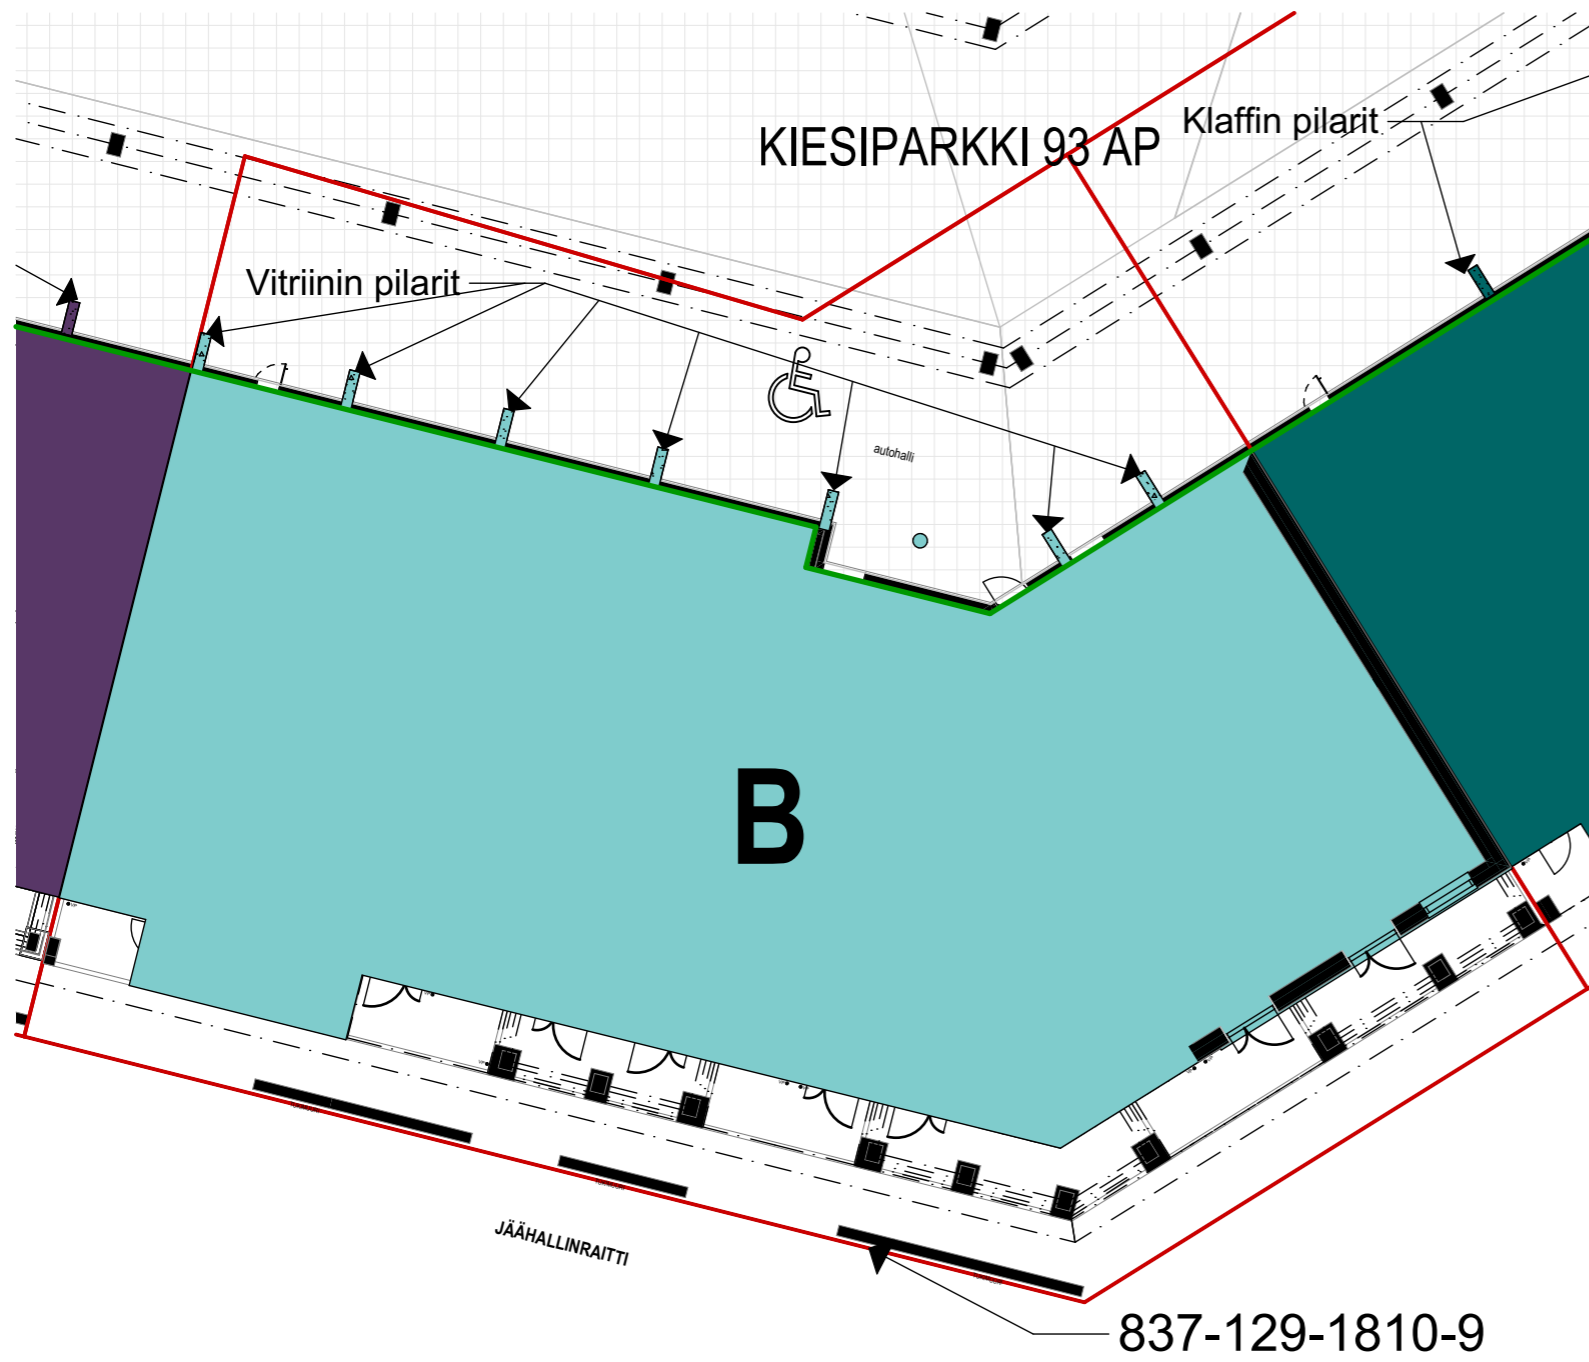 KIESIPARKKI 93 AP
Klaffin pilarit
Vitriinin pilarit
autohalli
B
JÄÄHALLINRAITTI
837-129-1810-9